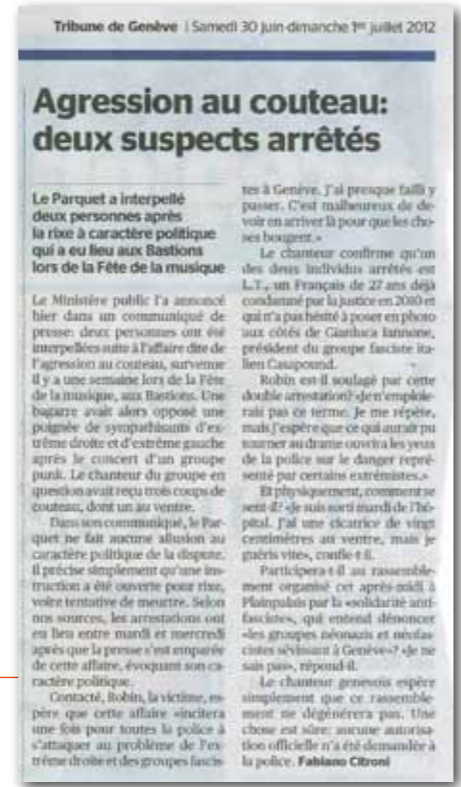 Tribune de Genève | Samedi 30 juin-dimanche 1er juillet 2012
Agression au couteau:
deux suspects arrêtés
Le Parquet a interpellé
deux personnes après
la rixe à caractère politique
qui a eu lieu aux Bastions
lors de la Fête de la musique
Le Ministère public l'a annoncé
hier dans un communiqué de
presse: deux personnes ont été
interpellées suite à l'affaire dite de
l'agression au couteau, survenue
il y a une semaine lors de la Fête
de la musique, aux Bastions. Une
bagarre avait alors opposé une
poignée de sympathisants d'ex-
trême droite et d'extrême gauche
après le concert d'un groupe
punk. Le chanteur du groupe en
question avait reçu trois coups de
couteau, dont un au ventre.
Dans son communiqué, le Par-
quet ne fait aucune allusion au
caractère politique de la dispute.
Il précise simplement qu'une ins-
truction a été ouverte pour rixe,
voire tentative de meurtre. Selon
nos sources, les arrestations ont
eu lieu entre mardi et mercredi
après que la presse s'est emparée
de cette affaire, évoquant son ca-
ractère politique.
Contacté, Robin, la victime, es-
père que cette affaire «incitera
une fois pour toutes la police à
s'attaquer au problème de l'ex-
trême droite et des groupes fascis-
tes à Genève. J'ai presque failli y
passer. C'est malheureux de de-
voir en arriver là pour que les cho-
ses bougent.»
Le chanteur confirme qu'un
des deux individus arrêtés est
L.T., un Français de 27 ans déjà
condamné par la justice en 2010 et
qui n'a pas hésité à poser en photo
aux côtés de Gianluca Iannone,
président du groupe fasciste ita-
lien Casapound.
Robin est-il soulagé par cette
double arrestation? «Je n'emploie-
rais pas ce terme. Je me répète,
mais j'espère que ce qui aurait pu
tourner au drame ouvrira les yeux
de la police sur le danger repré-
senté par certains extrémistes.»
Et physiquement, comment se
sent-il? «Je suis sorti mardi de l'hô-
pital. J'ai une cicatrice de vingt
centimètres au ventre, mais je
guéris vite», confie-t-il.
Participera-t-il au rassemble-
ment organisé cet après-midi à
Plainpalais par la «solidarité anti-
fasciste», qui entend dénoncer
«les groupes néonazis et néofas-
cistes sévissant à Genève»? «Je ne
sais pas», répond-il.
Le chanteur genevois espère
simplement que ce rassemble-
ment ne dégénérera pas. Une
chose est sûre: aucune autorisa-
tion officielle n'a été demandée à
la police. Fabiano Citroni